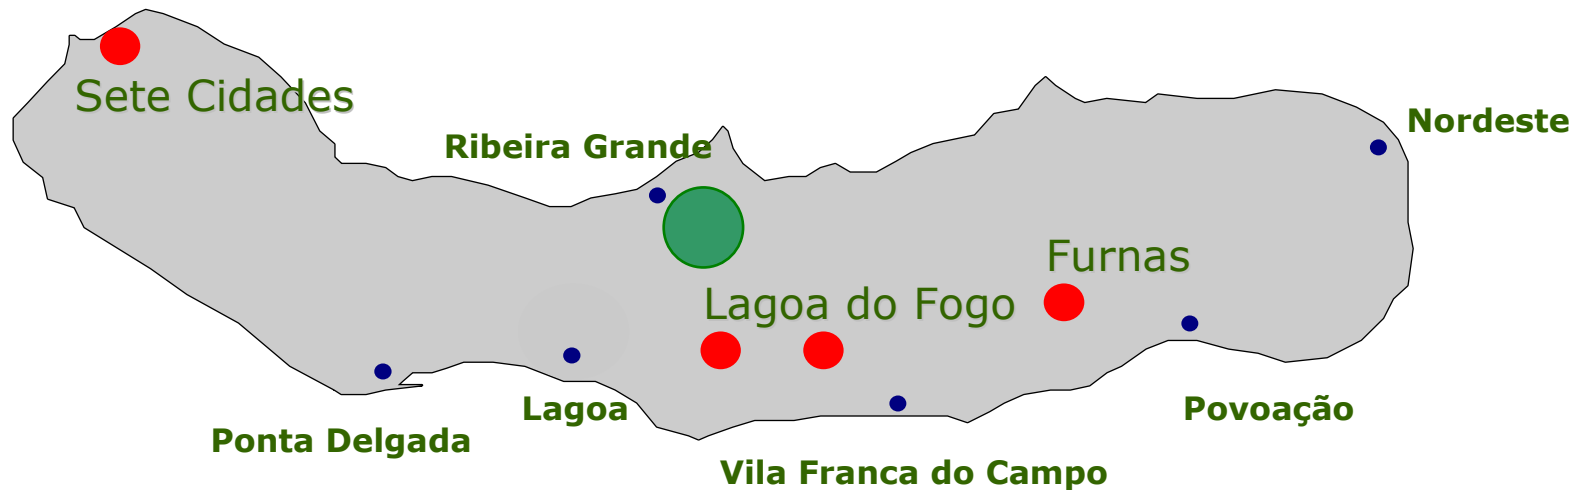 Sete Cidades
Nordeste
Ribeira Grande
Furnas
Lagoa do Fogo
Lagoa
Povoação
Ponta Delgada
Vila Franca do Campo